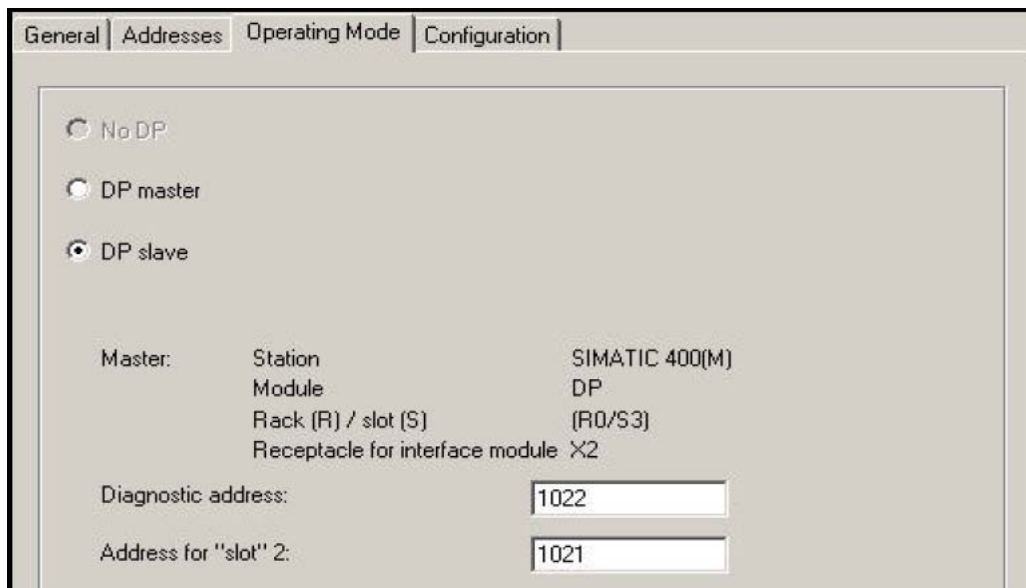 General Addresses Operating Mode Configuration
No DP
DP master
DP slave
Master: Station SIMATIC 400(M)
Module DP
Rack (R) / slot (S) (R0/S3)
Receptacle for interface module X2
Diagnostic address: 1022
Address for "slot" 2: 1021